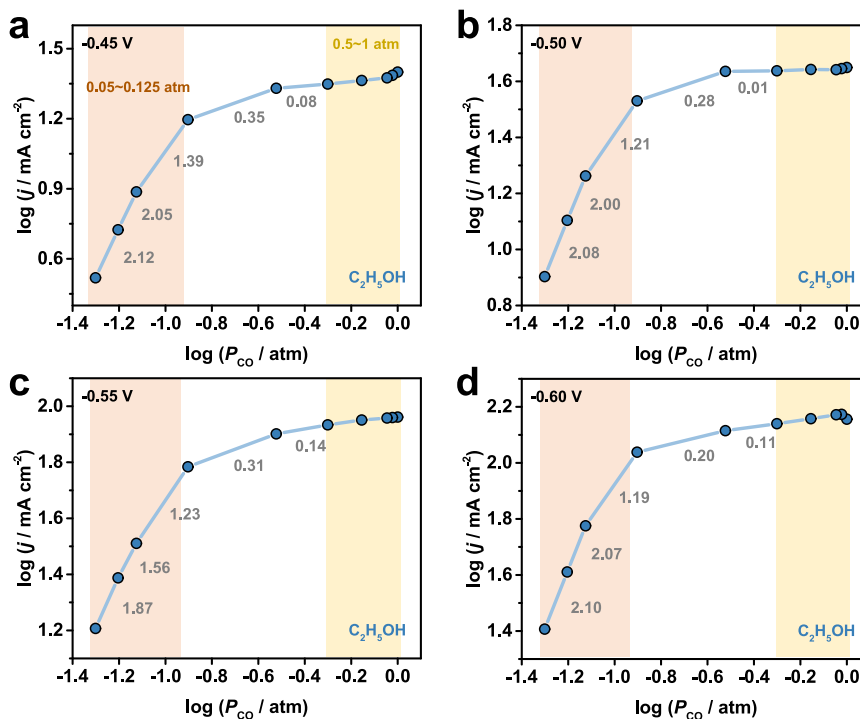 a
-0.45 V
0.5~1 atm
0.05~0.125 atm
1.5
1.2
0.9
0.6
2.12
2.05
1.39
0.35
0.08
C₂H₅OH
-1.4 -1.2 -1.0 -0.8 -0.6 -0.4 -0.2 0.0
log (P_CO / atm)
log (j / mA cm⁻²)
b
-0.50 V
1.8
1.6
1.4
1.2
1.0
0.8
2.08
2.00
1.21
0.28
0.01
C₂H₅OH
-1.4 -1.2 -1.0 -0.8 -0.6 -0.4 -0.2 0.0
log (P_CO / atm)
log (j / mA cm⁻²)
c
-0.55 V
2.0
1.8
1.6
1.4
1.2
1.87
1.56
1.23
0.31
0.14
C₂H₅OH
-1.4 -1.2 -1.0 -0.8 -0.6 -0.4 -0.2 0.0
log (P_CO / atm)
log (j / mA cm⁻²)
d
-0.60 V
2.2
2.0
1.8
1.6
1.4
2.10
2.07
1.19
0.20
0.11
C₂H₅OH
-1.4 -1.2 -1.0 -0.8 -0.6 -0.4 -0.2 0.0
log (P_CO / atm)
log (j / mA cm⁻²)